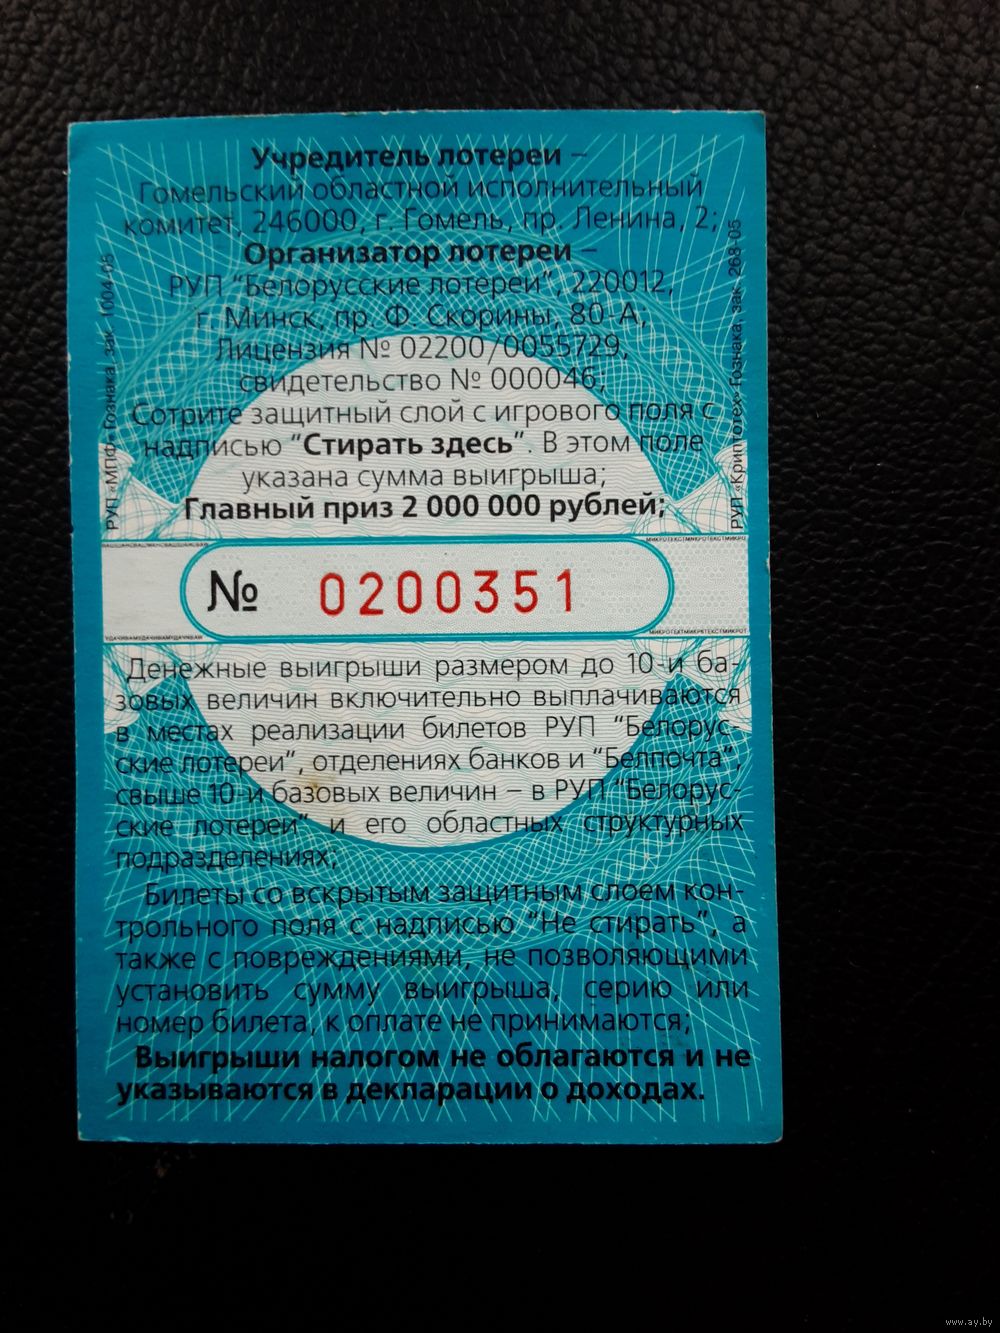 Учредитель лотереи –
Гомельский областной исполнительный
комитет, 246000, г. Гомель, пр. Ленина, 2;
Организатор лотереи –
РУП "Белорусские лотереи", 220012,
г. Минск, пр. Ф. Скорины, 80-А;
Лицензия № 02200/0055729,
свидетельство № 000046;
Сотрите защитный слой с игрового поля с
надписью "Стирать здесь". В этом поле
указана сумма выигрыша;
Главный приз 2 000 000 рублей;
РУП «МПФ» Гознака, зак. 1004-05
РУП «Криптотех» Гознака, зак. 268-05
МИКРОТЕКСТМИКРОТЕКСТМИКРО
№ 0200351
УДАЧИВАМУДАЧИВАМУДАЧИВАМ
Денежные выигрыши размером до 10-и ба-
зовых величин включительно выплачиваются
в местах реализации билетов РУП "Белорус-
ские лотереи", отделениях банков и "Белпочта",
свыше 10-и базовых величин – в РУП "Белорус-
ские лотереи" и его областных структурных
подразделениях;
Билеты со вскрытым защитным слоем кон-
трольного поля с надписью "Не стирать", а
также с повреждениями, не позволяющими
установить сумму выигрыша, серию или
номер билета, к оплате не принимаются;
Выигрыши налогом не облагаются и не
указываются в декларации о доходах.
www.ay.by